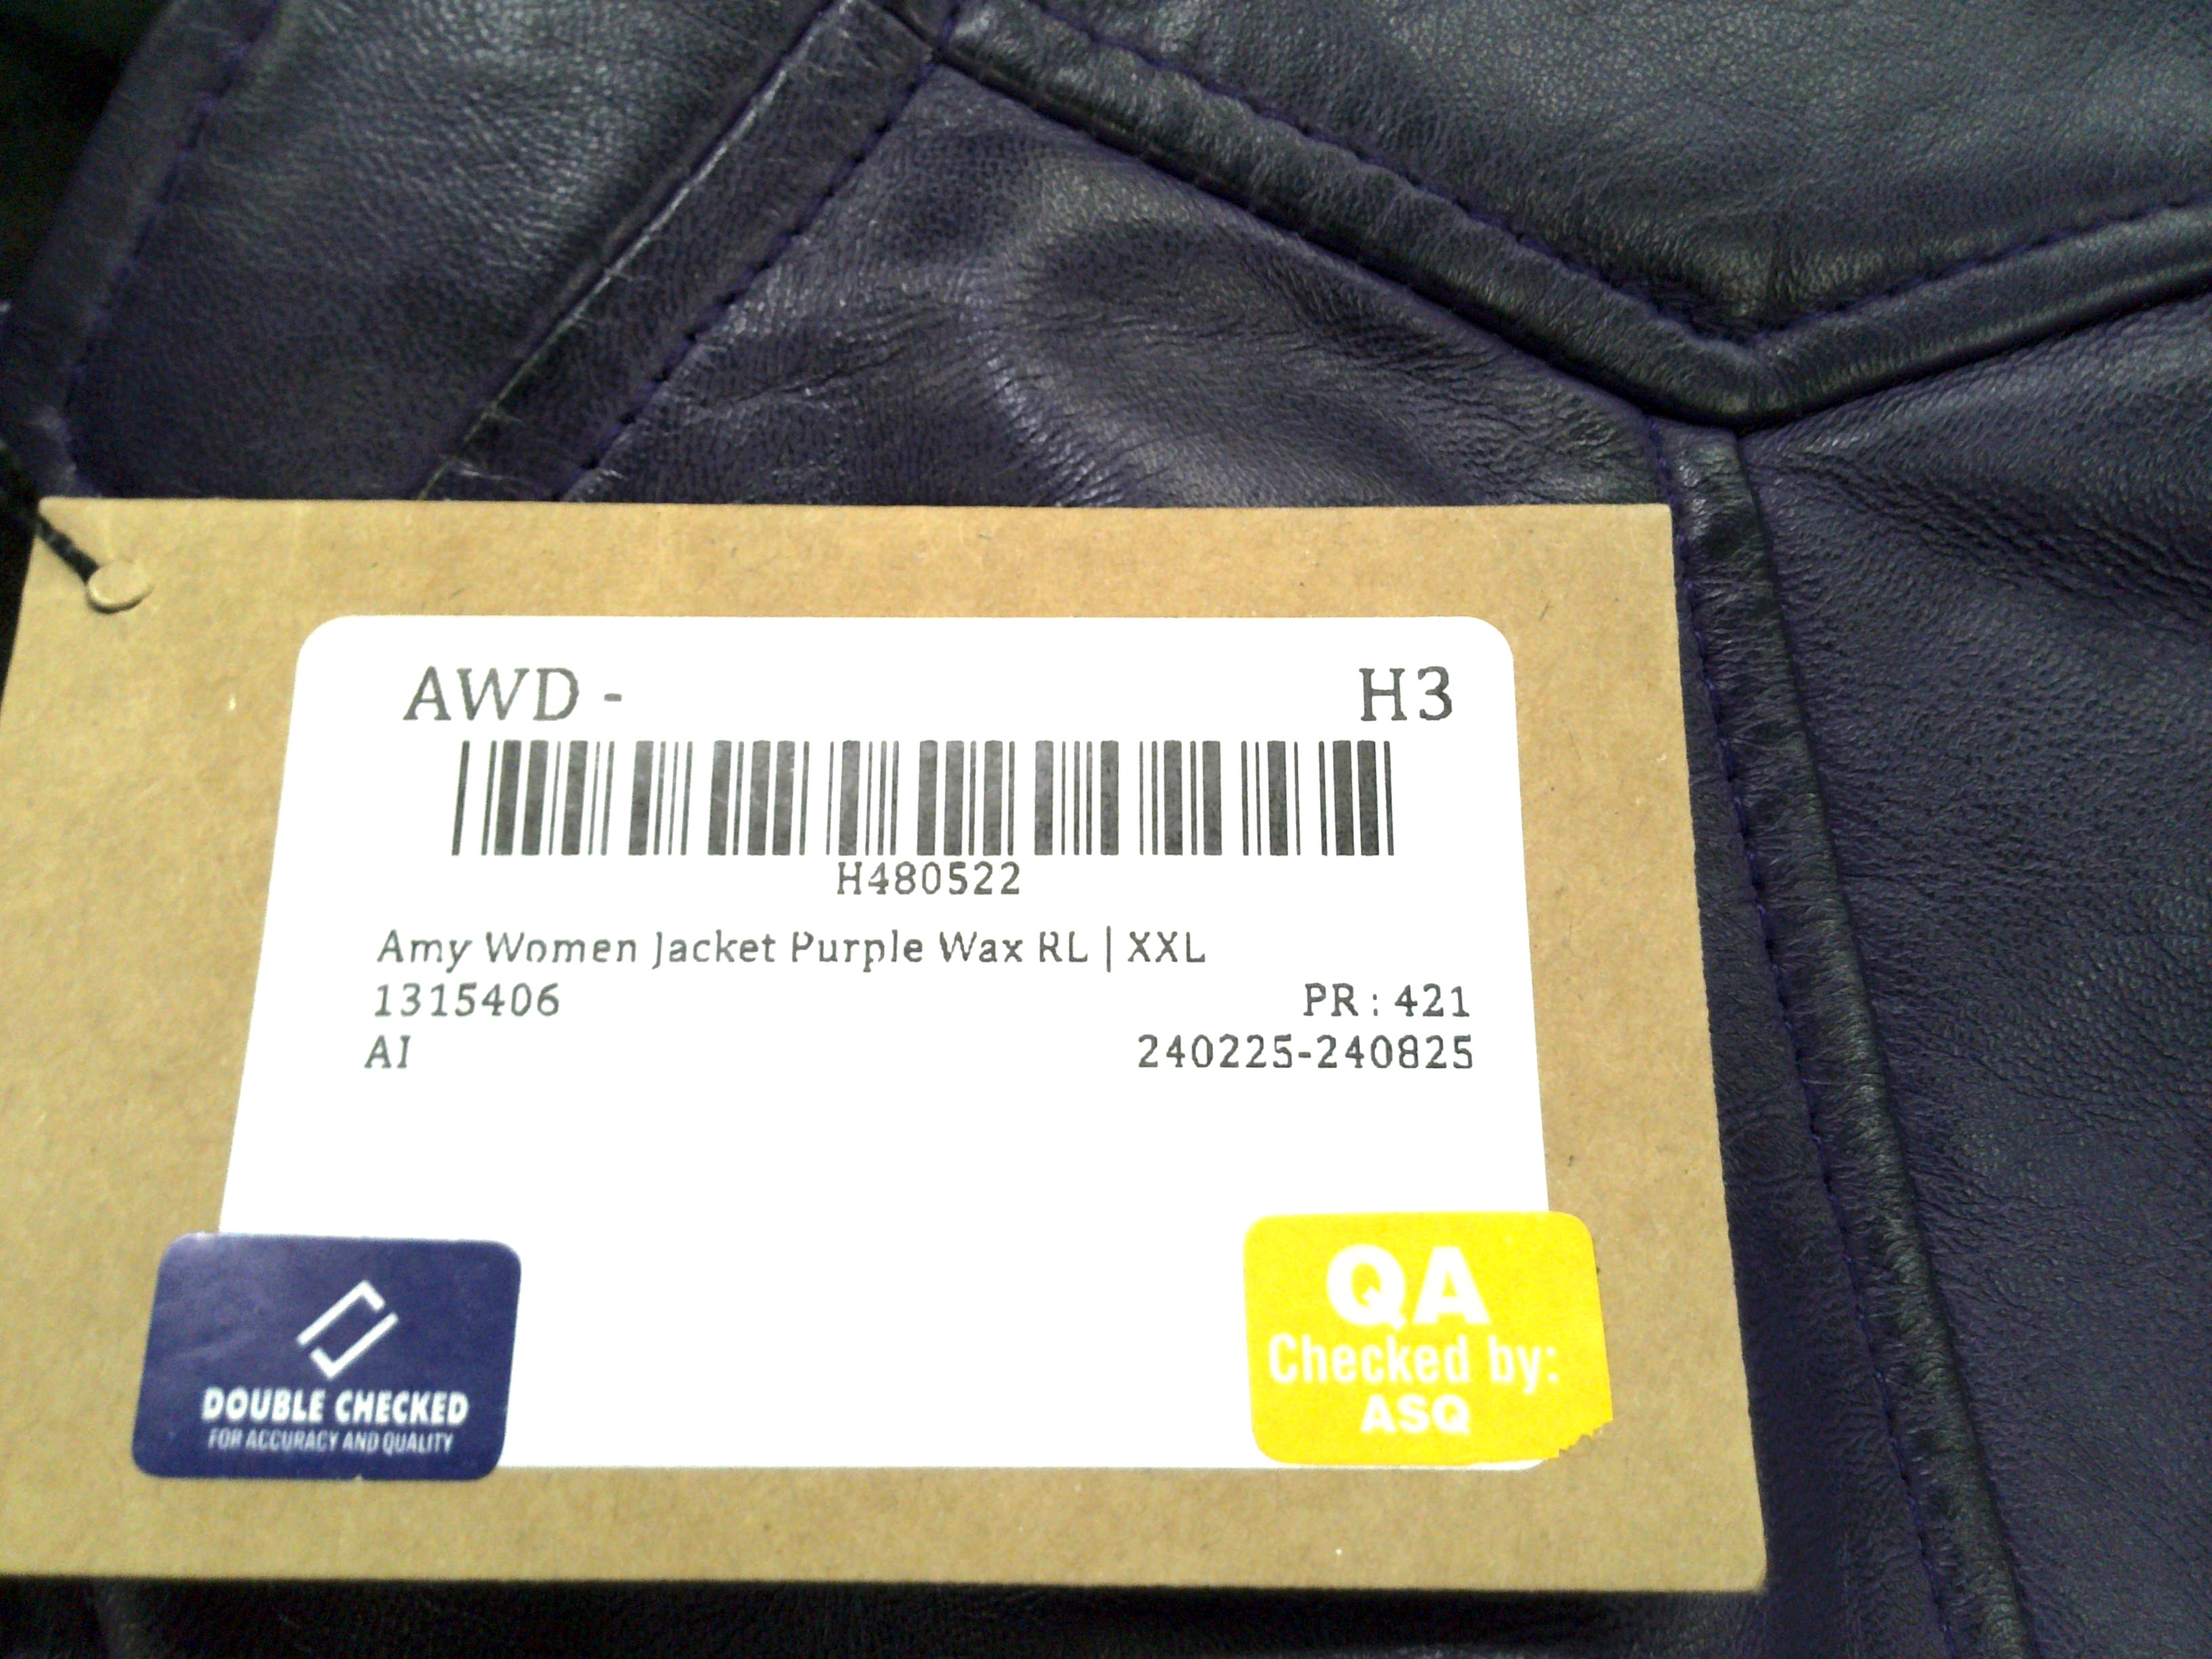 AWD - H3
H480522
Amy Women Jacket Purple Wax RL | XXL
1315406 PR : 421
AI 240225-240825
DOUBLE CHECKED
FOR ACCURACY AND QUALITY
QA
Checked by:
ASQ